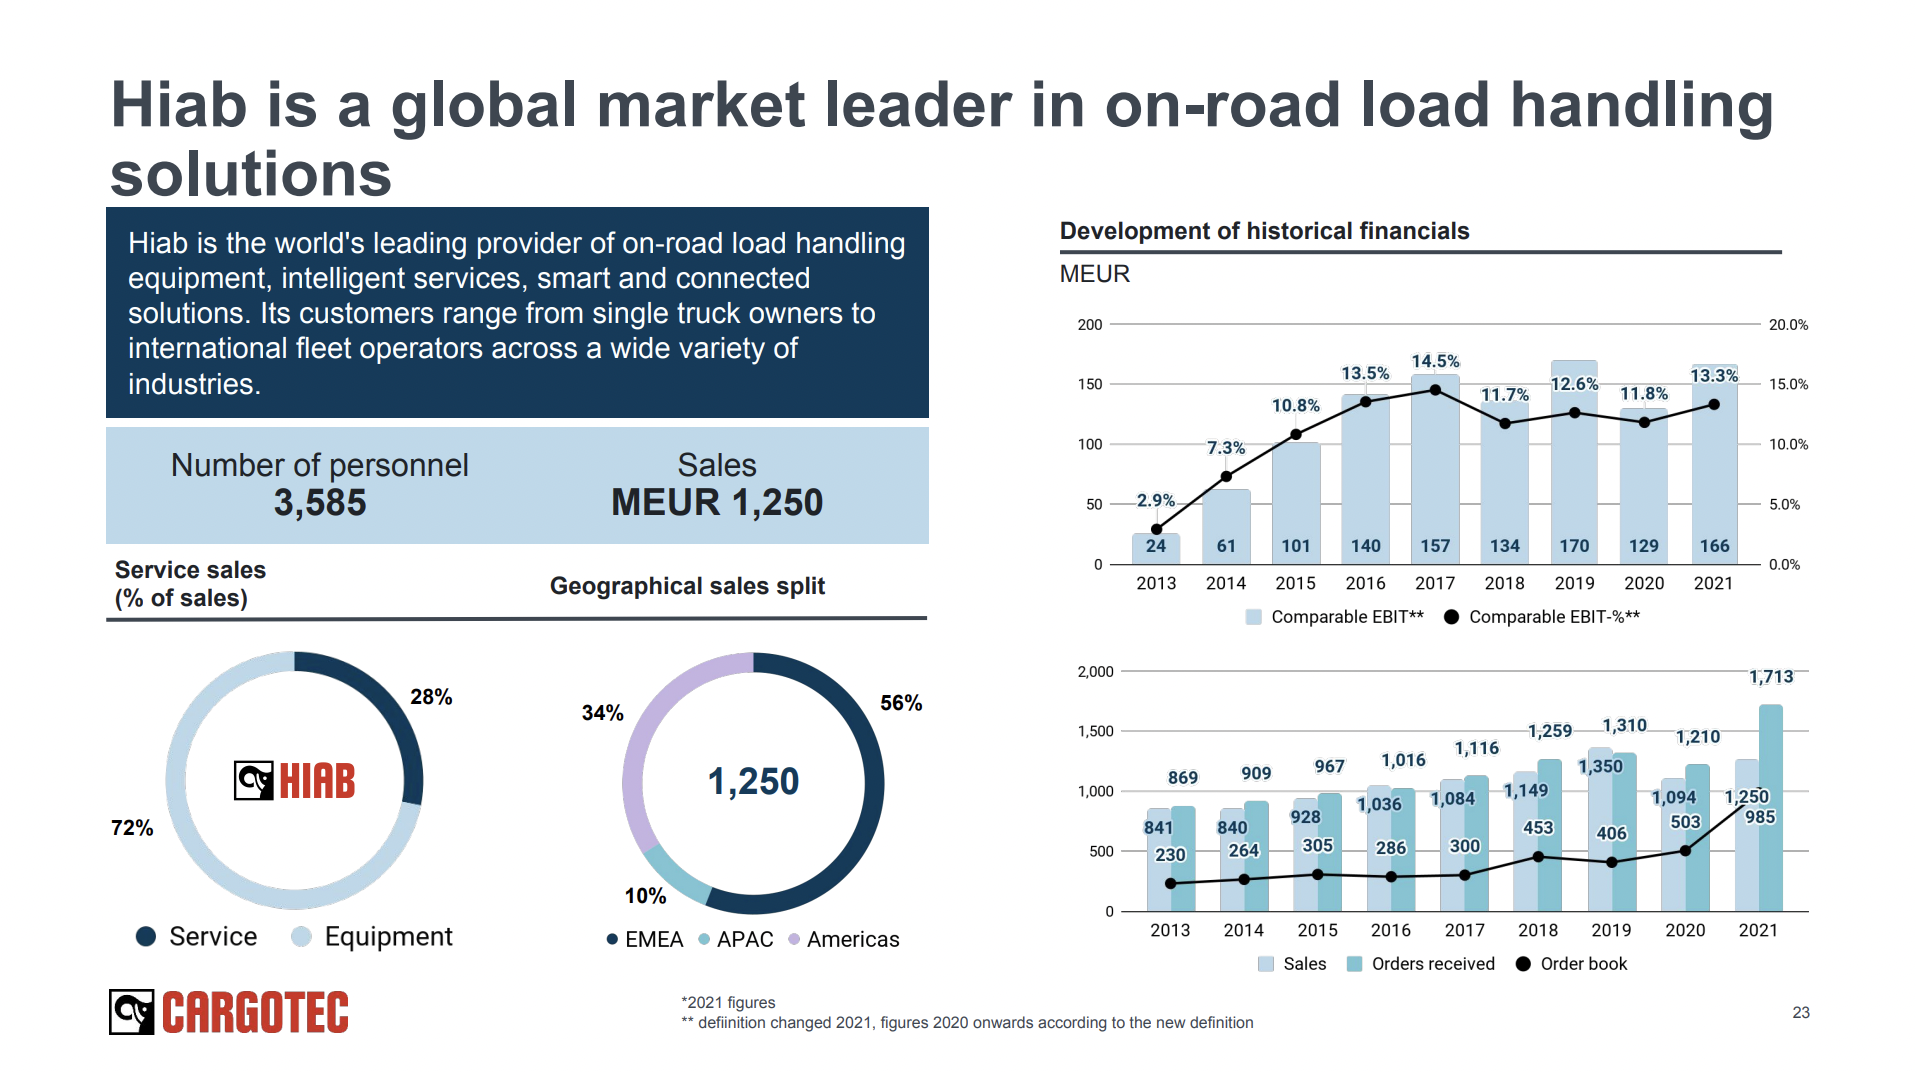 Hiab is a global market leader in on-road load handling
solutions
Hiab is the world's leading provider of on-road load handling
equipment, intelligent services, smart and connected
solutions. Its customers range from single truck owners to
international fleet operators across a wide variety of
industries.
Number of personnel
3,585
Sales
MEUR 1,250
Service sales
(% of sales)
28%
HIAB
72%
Service Equipment
Geographical sales split
34%
56%
1,250
10%
EMEA APAC Americas
Development of historical financials
MEUR
200 20.0%
150 15.0%
100 10.0%
50 5.0%
0 0.0%
2.9% 7.3% 10.8% 13.5% 14.5% 11.7% 12.6% 11.8% 13.3%
24 61 101 140 157 134 170 129 166
2013 2014 2015 2016 2017 2018 2019 2020 2021
Comparable EBIT** Comparable EBIT-%**
2,000
1,500
1,000
500
0
869 909 967 1,016 1,116 1,259 1,310 1,210 1,713
841 840 928 1,036 1,084 1,149 1,350 1,094 1,250
230 264 305 286 300 453 406 503 985
2013 2014 2015 2016 2017 2018 2019 2020 2021
Sales Orders received Order book
CARGOTEC
*2021 figures
** defiinition changed 2021, figures 2020 onwards according to the new definition
23